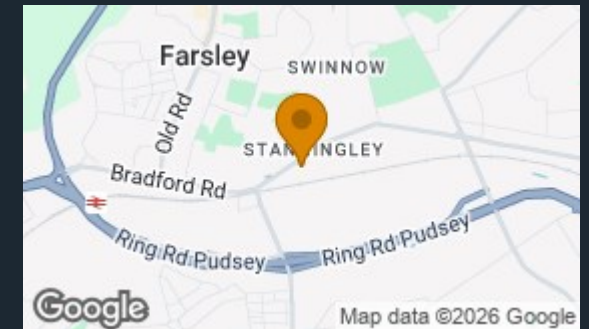 Farsley
SWINNOW
Old Rd
STANNINGLEY
Bradford Rd
Ring Rd Pudsey
Ring Rd Pudsey
Google
Map data ©2026 Google